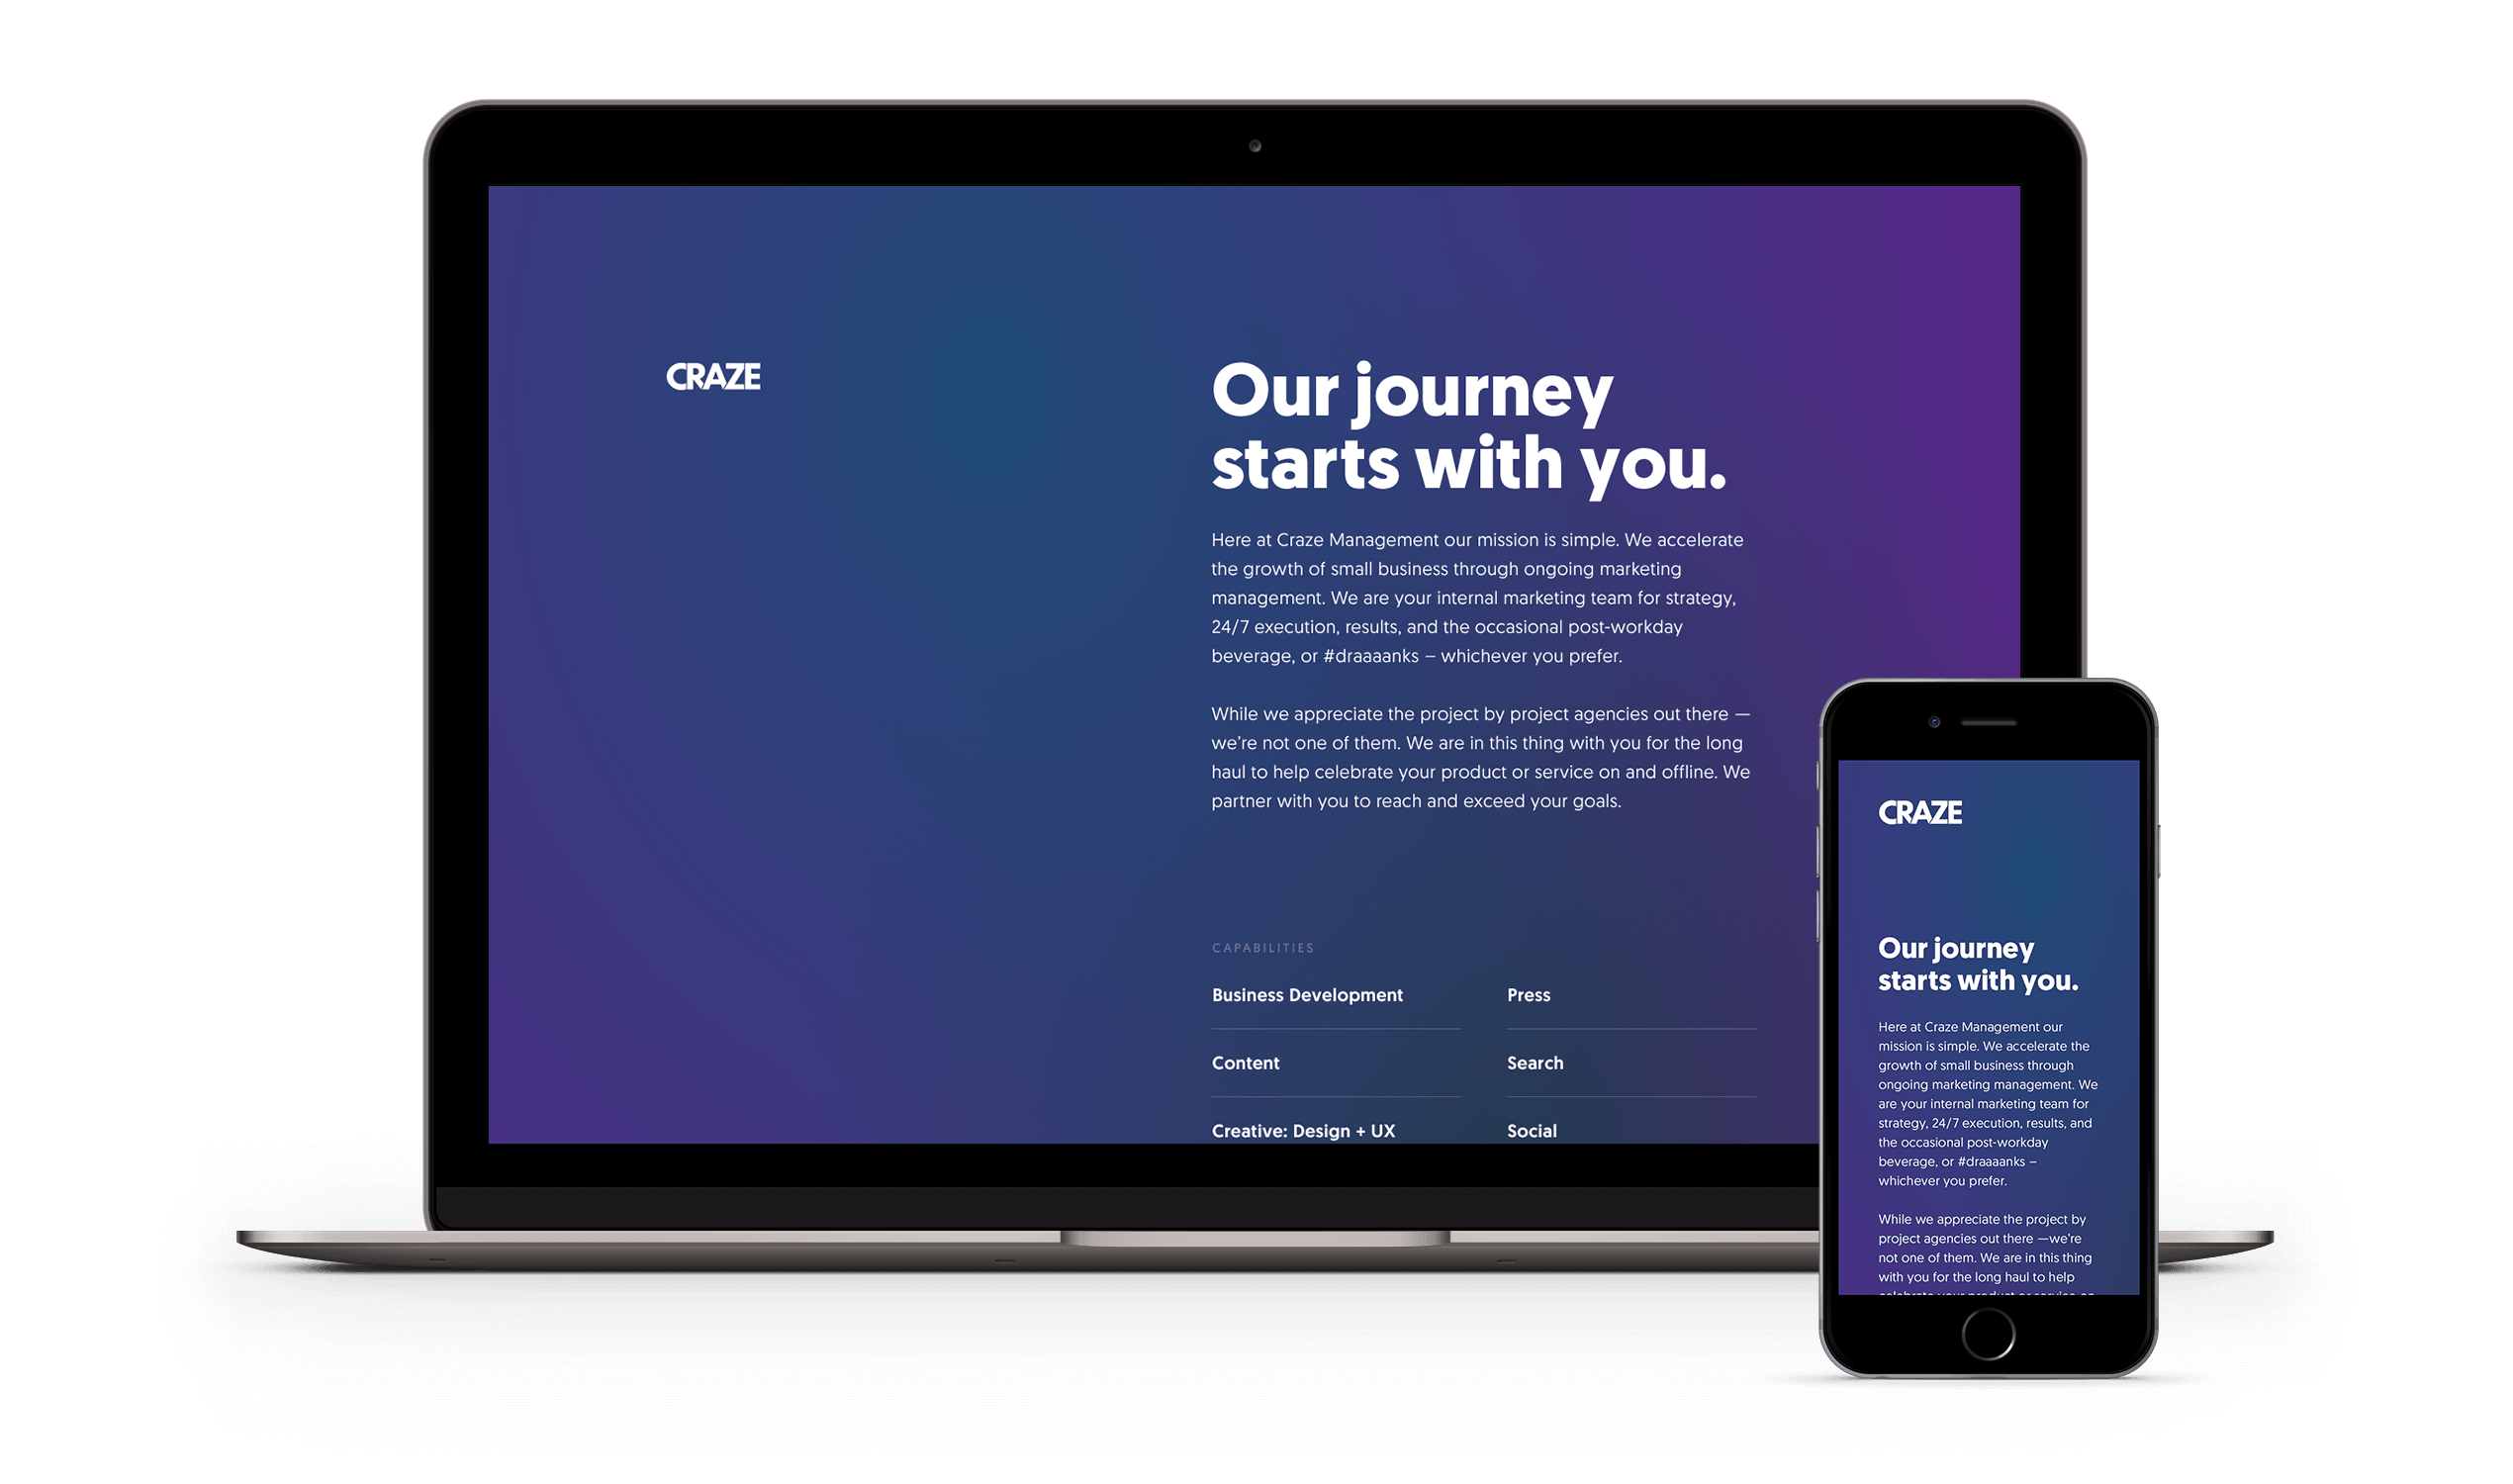 CRAZE
Our journey
starts with you.
Here at Craze Management our mission is simple. We accelerate
the growth of small business through ongoing marketing
management. We are your internal marketing team for strategy,
24/7 execution, results, and the occasional post-workday
beverage, or #draaaanks – whichever you prefer.
While we appreciate the project by project agencies out there —
we’re not one of them. We are in this thing with you for the long
haul to help celebrate your product or service on and offline. We
partner with you to reach and exceed your goals.
CAPABILITIES
Business Development
Press
Content
Search
Creative: Design + UX
Social
CRAZE
Our journey
starts with you.
Here at Craze Management our
mission is simple. We accelerate the
growth of small business through
ongoing marketing management. We
are your internal marketing team for
strategy, 24/7 execution, results, and
the occasional post-workday
beverage, or #draaaanks –
whichever you prefer.
While we appreciate the project by
project agencies out there —we’re
not one of them. We are in this thing
with you for the long haul to help
celebrate your product or service on